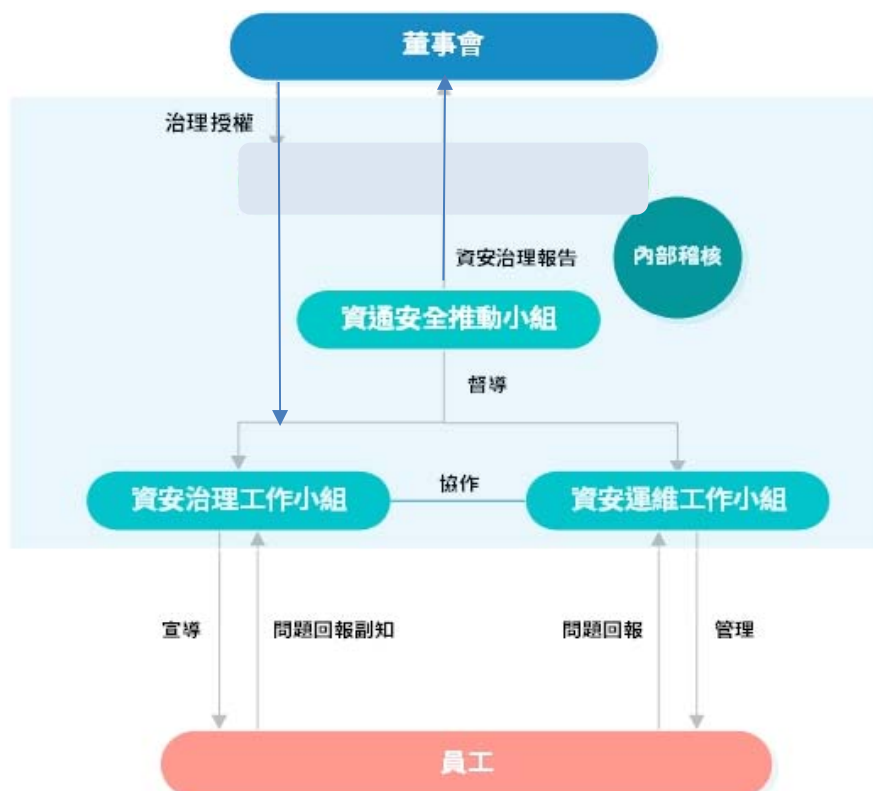 董事會
治理授權
內部稽核
資安治理報告
資通安全推動小組
督導
資安治理工作小組
協作
資安運維工作小組
宣導
問題回報副知
問題回報
管理
員工